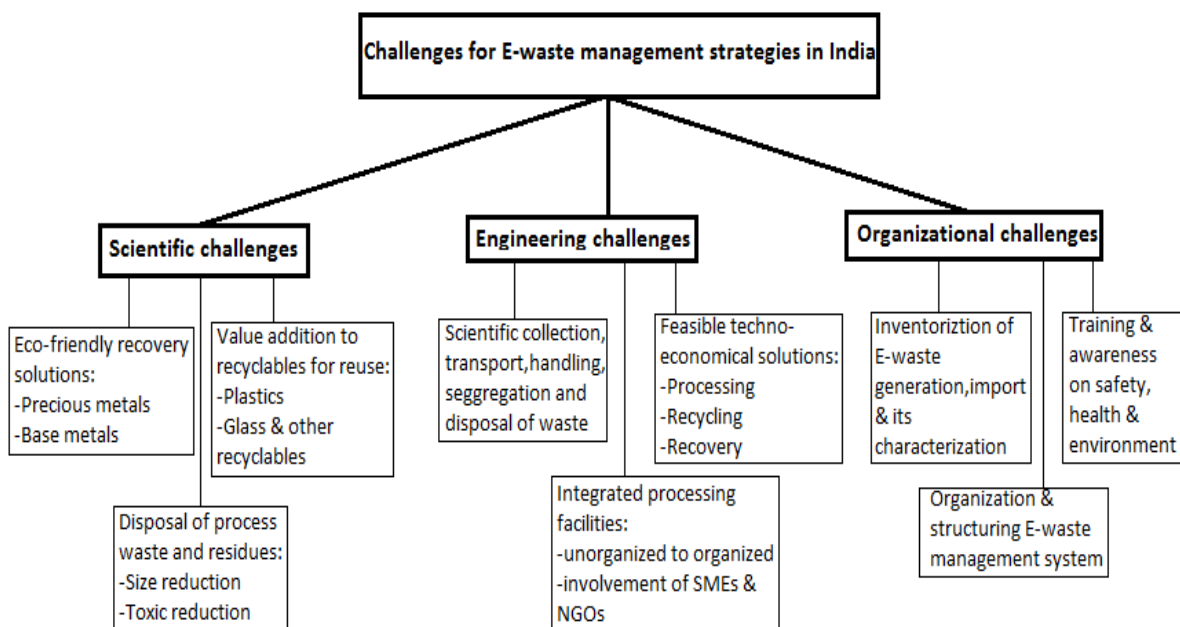 Challenges for E-waste management strategies in India
Scientific challenges
Engineering challenges
Organizational challenges
Eco-friendly recovery
solutions:
-Precious metals
-Base metals
Value addition to
recyclables for reuse:
-Plastics
-Glass & other
recyclables
Disposal of process
waste and residues:
-Size reduction
-Toxic reduction
Scientific collection,
transport,handling,
seggregation and
disposal of waste
Feasible techno-
economical solutions:
-Processing
-Recycling
-Recovery
Integrated processing
facilities:
-unorganized to organized
-involvement of SMEs &
NGOs
Inventoriztion of
E-waste
generation,import
& its
characterization
Training &
awareness
on safety,
health &
environment
Organization &
structuring E-waste
management system